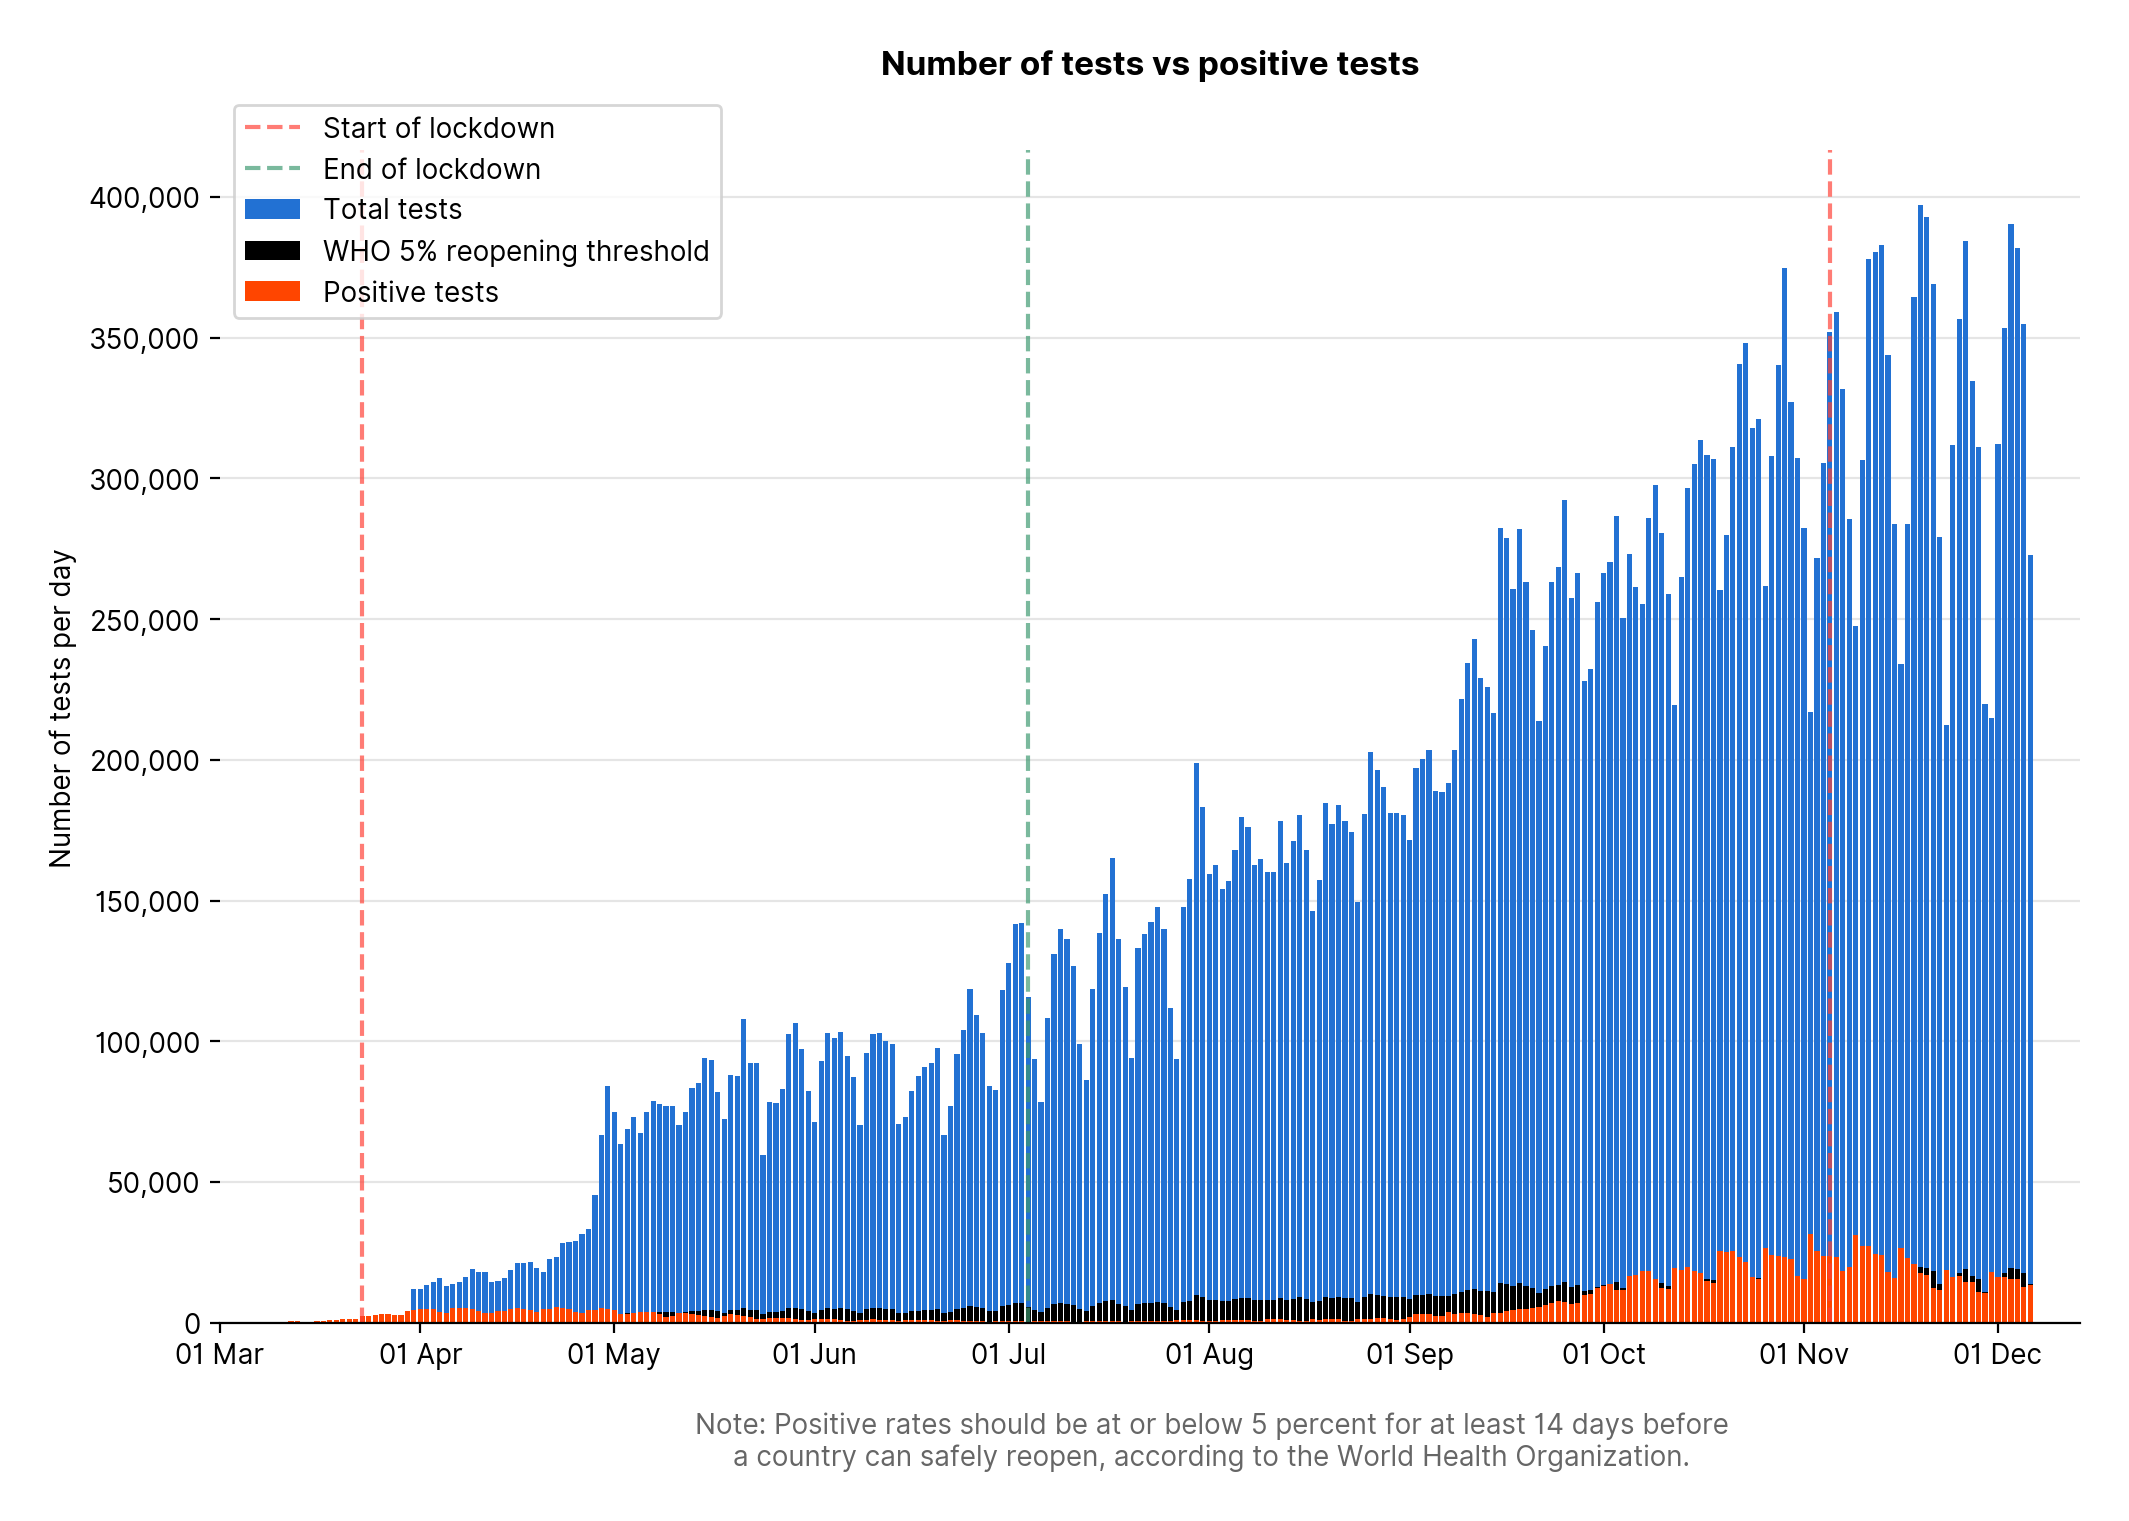 Number of tests vs positive tests
Start of lockdown
End of lockdown
Total tests
WHO 5% reopening threshold
Positive tests
Number of tests per day
400,000
350,000
300,000
250,000
200,000
150,000
100,000
50,000
0
01 Mar 01 Apr 01 May 01 Jun 01 Jul 01 Aug 01 Sep 01 Oct 01 Nov 01 Dec
Note: Positive rates should be at or below 5 percent for at least 14 days before
a country can safely reopen, according to the World Health Organization.